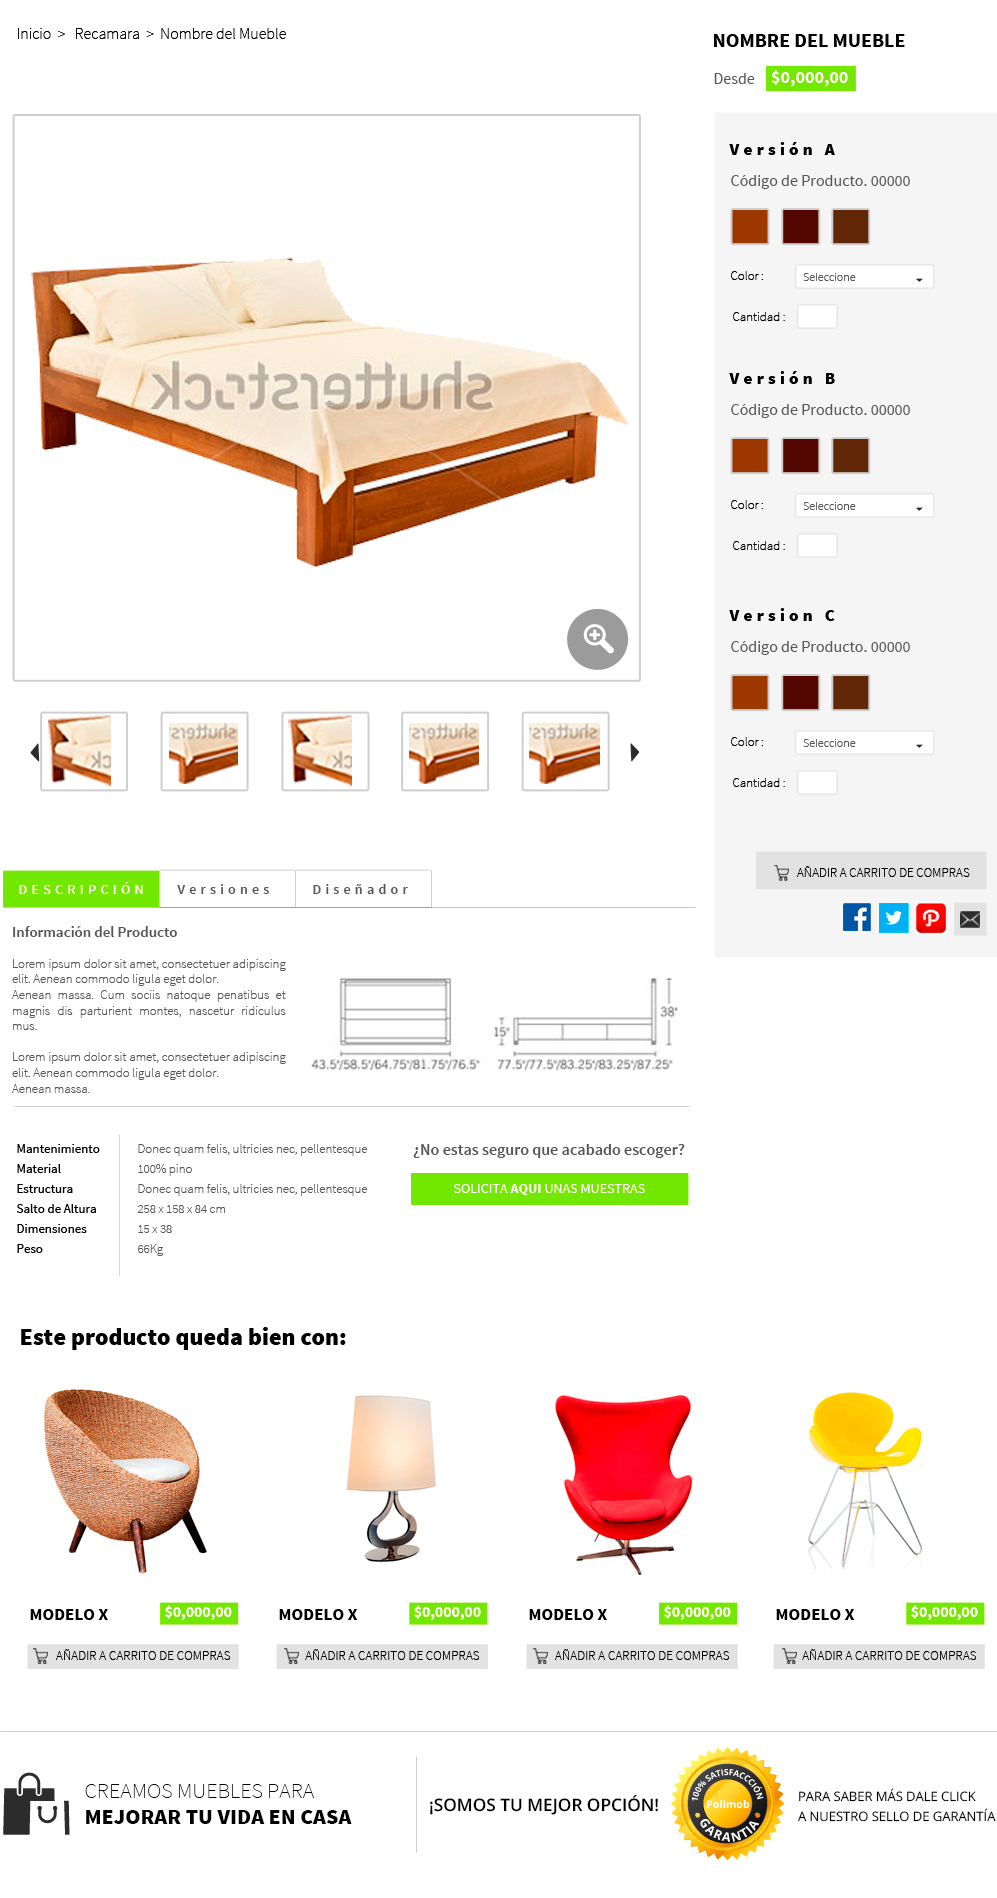 Inicio > Recamara > Nombre del Mueble
NOMBRE DEL MUEBLE
Desde $0,000,00
shutterstock
Versión A
Código de Producto. 00000
Color : Seleccione
Cantidad :
Versión B
Código de Producto. 00000
Color : Seleccione
Cantidad :
Version C
Código de Producto. 00000
Color : Seleccione
Cantidad :
AÑADIR A CARRITO DE COMPRAS
DESCRIPCIÓN Versiones Diseñador
Información del Producto
Lorem ipsum dolor sit amet, consectetuer adipiscing
elit. Aenean commodo ligula eget dolor.
Aenean massa. Cum sociis natoque penatibus et
magnis dis parturient montes, nascetur ridiculus
mus.
Lorem ipsum dolor sit amet, consectetuer adipiscing
elit. Aenean commodo ligula eget dolor.
Aenean massa.
38"
15"
43.5"/58.5"/64.75"/81.75"/76.5"
77.5"/77.5"/83.25"/83.25"/87.25"
Mantenimiento Donec quam felis, ultricies nec, pellentesque
Material 100% pino
Estructura Donec quam felis, ultricies nec, pellentesque
Salto de Altura 258 x 158 x 84 cm
Dimensiones 15 x 38
Peso 66Kg
¿No estas seguro que acabado escoger?
SOLICITA AQUI UNAS MUESTRAS
Este producto queda bien con:
MODELO X $0,000,00
AÑADIR A CARRITO DE COMPRAS
MODELO X $0,000,00
AÑADIR A CARRITO DE COMPRAS
MODELO X $0,000,00
AÑADIR A CARRITO DE COMPRAS
MODELO X $0,000,00
AÑADIR A CARRITO DE COMPRAS
CREAMOS MUEBLES PARA
MEJORAR TU VIDA EN CASA
¡SOMOS TU MEJOR OPCIÓN!
100% SATISFACCCIÓN
Polimob
GARANTIA
PARA SABER MÁS DALE CLICK
A NUESTRO SELLO DE GARANTÍA